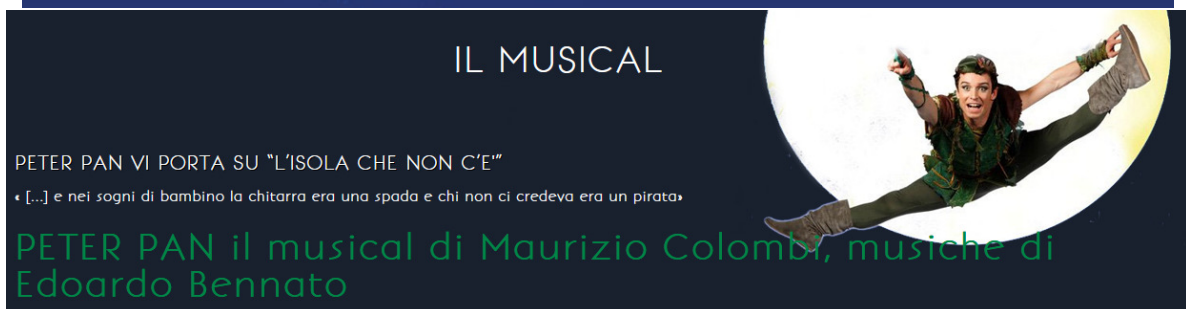 IL MUSICAL
PETER PAN VI PORTA SU “L’ISOLA CHE NON C’E'”
« [...] e nei sogni di bambino la chitarra era una spada e chi non ci credeva era un pirata»
PETER PAN il musical di Maurizio Colombi, musiche di
Edoardo Bennato